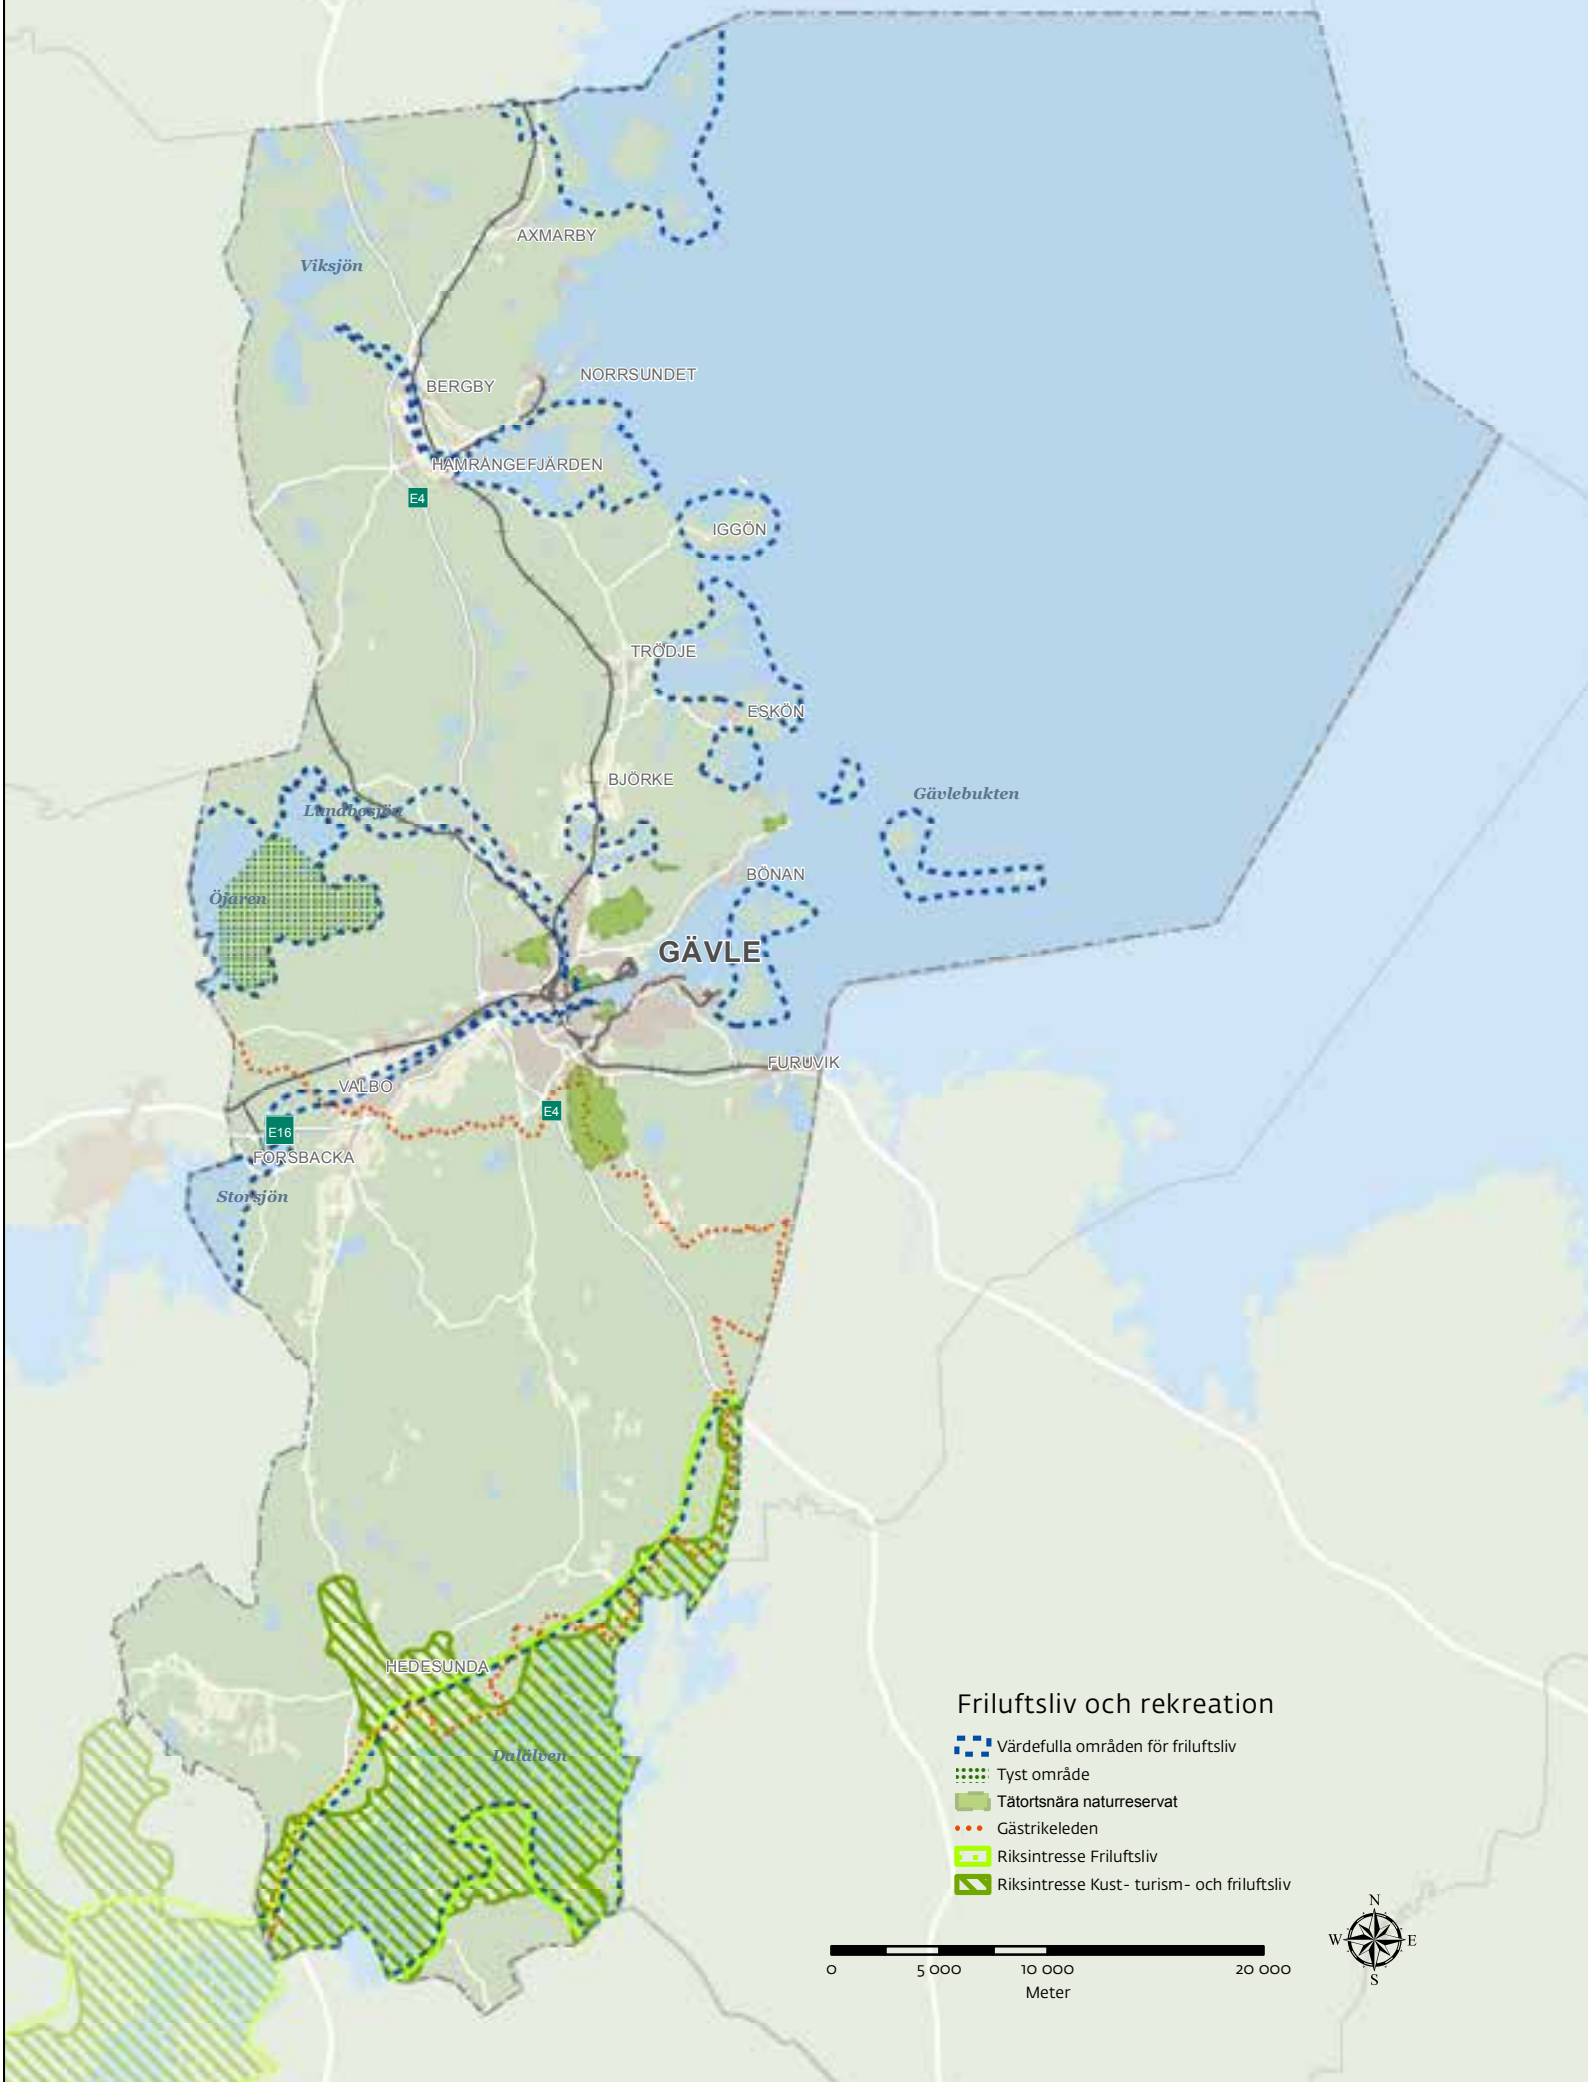 AXMARBY
Viksjön
NORRSUNDET
BERGBY
HAMRÅNGEFJÄRDEN
E4
IGGÖN
TRÖDJE
ESKÖN
BJÖRKE
Gävlebukten
Lundbosjön
BÖNAN
Öjaren
GÄVLE
FURUVIK
VALBO
E4
E16
FORSBACKA
Storsjön
HEDESUNDA
Dalälven
Friluftsliv och rekreation
Värdefulla områden för friluftsliv
Tyst område
Tätortsnära naturreservat
Gästrikeleden
Riksintresse Friluftsliv
Riksintresse Kust- turism- och friluftsliv
N
W E
S
0 5 000 10 000 20 000
Meter